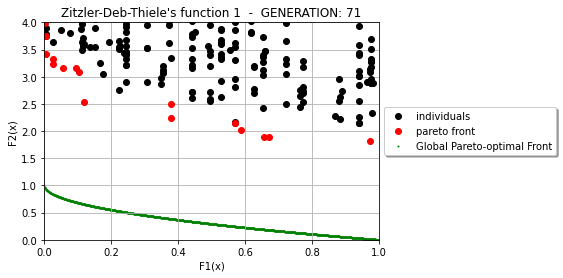 Zitzler-Deb-Thiele's function 1 - GENERATION: 71
4.0
3.5
3.0
2.5
2.0
1.5
1.0
0.5
0.0
F2(x)
0.0 0.2 0.4 0.6 0.8 1.0
F1(x)
individuals
pareto front
Global Pareto-optimal Front